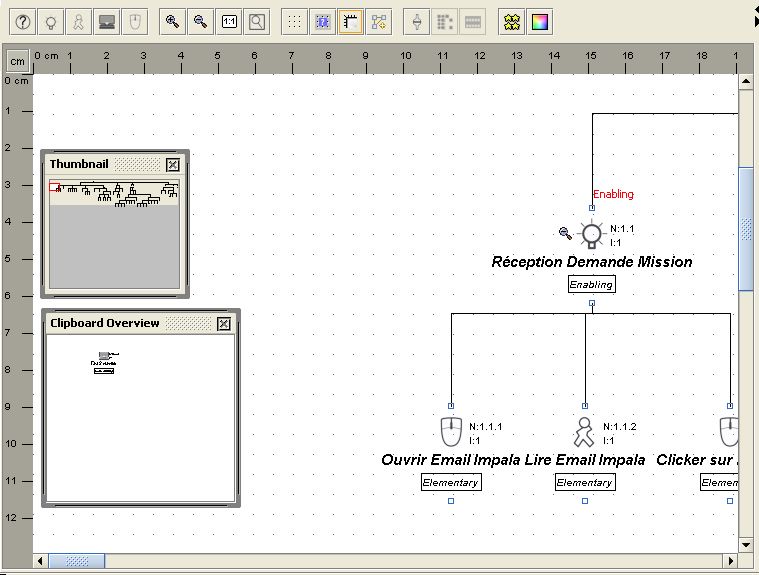 1:1
cm
0 cm 1 2 3 4 5 6 7 8 9 10 11 12 13 14 15 16 17 18 1
0 cm
1
2
3
4
5
6
7
8
9
10
11
12
Thumbnail
Clipboard Overview
Enabling
N:1.1
I:1
Réception Demande Mission
Enabling
N:1.1.1
I:1
N:1.1.2
I:1
Ouvrir Email Impala Lire Email Impala Clicker sur
Elementary
Elementary
Elemen